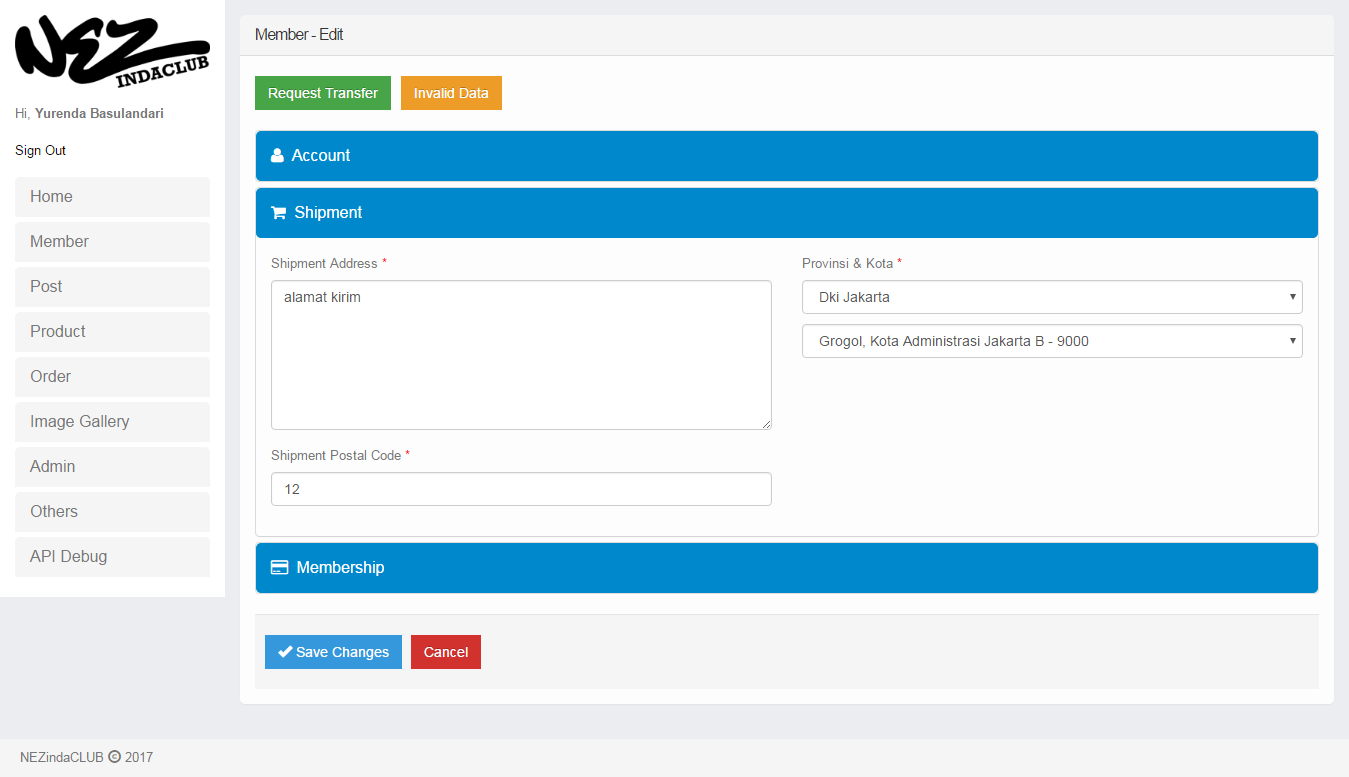 NEZ
INDACLUB
Hi, Yurenda Basulandari
Sign Out
Home
Member
Post
Product
Order
Image Gallery
Admin
Others
API Debug
Member - Edit
Request Transfer
Invalid Data
Account
Shipment
Shipment Address *
alamat kirim
Provinsi & Kota *
Dki Jakarta
Grogol, Kota Administrasi Jakarta B - 9000
Shipment Postal Code *
12
Membership
Save Changes
Cancel
NEZindaCLUB © 2017